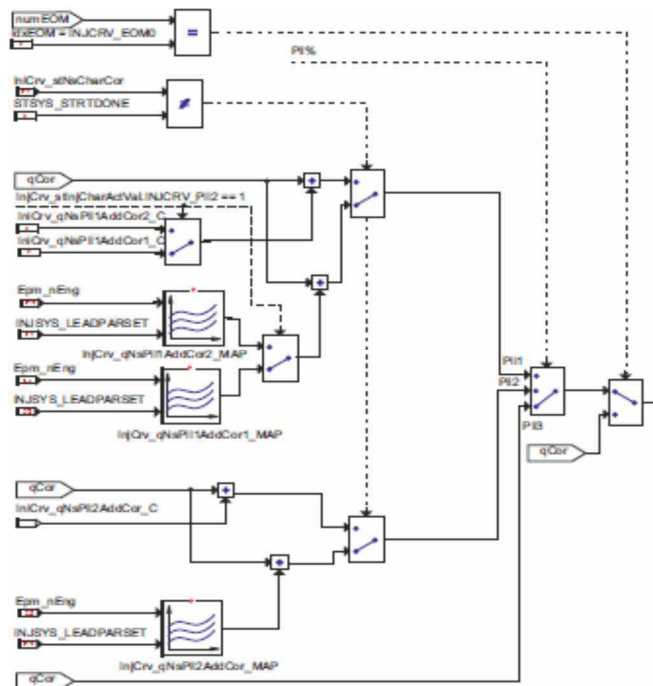 numEOM
idxEOM = INJCRV_EOM0
=
PiI%
InjCrv_stNsCharCor
STSYS_STRTDONE
≠
qCor
InjCrv_stInjCharActVal.INJCRV_PiI2 == 1
InjCrv_qNsPiI1AddCor2_C
InjCrv_qNsPiI1AddCor1_C
Epm_nEng
INJSYS_LEADPARSET
InjCrv_qNsPiI1AddCor2_MAP
Epm_nEng
INJSYS_LEADPARSET
InjCrv_qNsPiI1AddCor1_MAP
PiI1
PiI2
PiI3
qCor
qCor
InjCrv_qNsPiI2AddCor_C
Epm_nEng
INJSYS_LEADPARSET
InjCrv_qNsPiI2AddCor_MAP
qCor